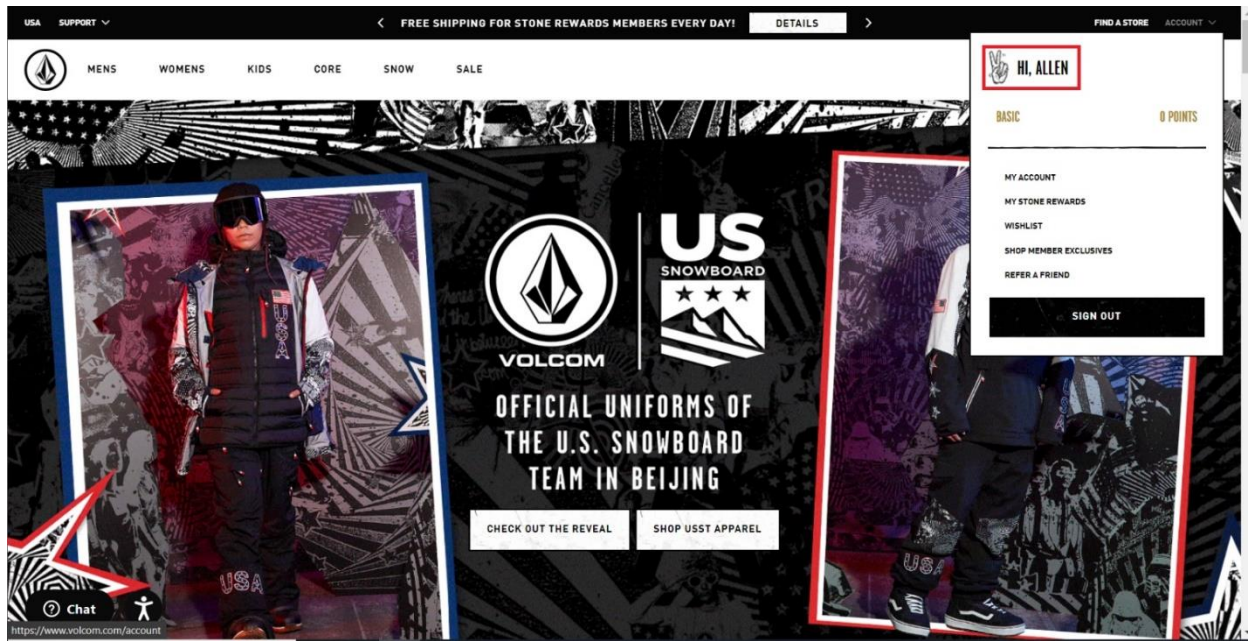 USA SUPPORT
FREE SHIPPING FOR STONE REWARDS MEMBERS EVERY DAY! DETAILS
FIND A STORE ACCOUNT
MENS WOMENS KIDS CORE SNOW SALE
HI, ALLEN
BASIC 0 POINTS
MY ACCOUNT
MY STONE REWARDS
WISHLIST
SHOP MEMBER EXCLUSIVES
REFER A FRIEND
SIGN OUT
US
SNOWBOARD
VOLCOM
OFFICIAL UNIFORMS OF
THE U.S. SNOWBOARD
TEAM IN BEIJING
CHECK OUT THE REVEAL SHOP USST APPAREL
USA
USA
USA
Chat
https://www.volcom.com/account